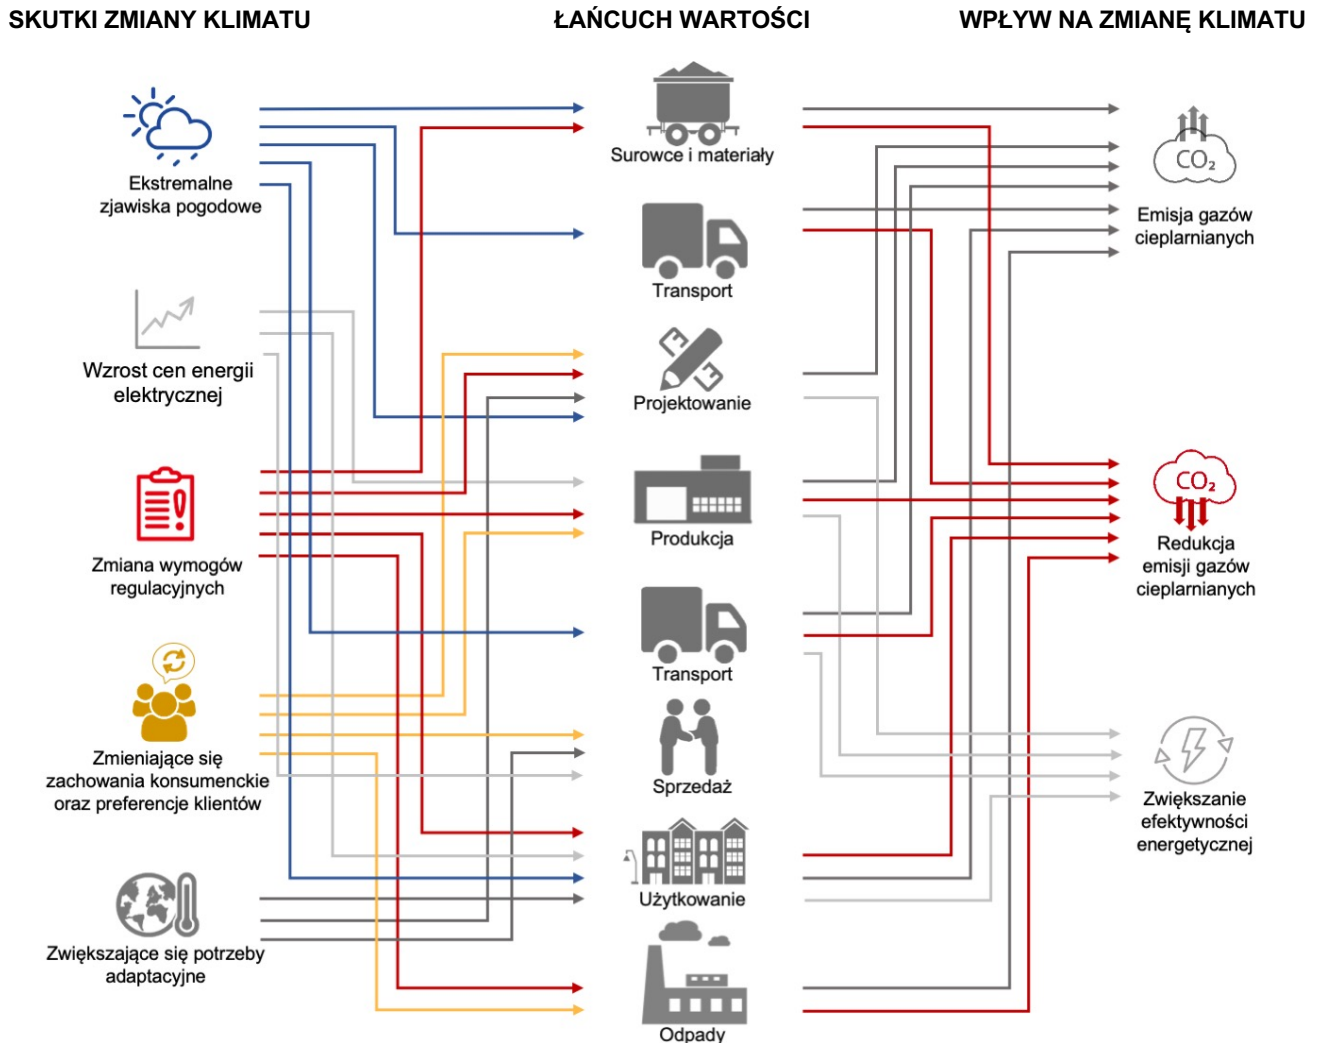 SKUTKI ZMIANY KLIMATU
ŁAŃCUCH WARTOŚCI
WPŁYW NA ZMIANĘ KLIMATU
Ekstremalne
zjawiska pogodowe
Wzrost cen energii
elektrycznej
Zmiana wymogów
regulacyjnych
Zmieniające się
zachowania konsumenckie
oraz preferencje klientów
Zwiększające się potrzeby
adaptacyjne
Surowce i materiały
Transport
Projektowanie
Produkcja
Transport
Sprzedaż
Użytkowanie
Odpady
CO₂
Emisja gazów
cieplarnianych
CO₂
Redukcja
emisji gazów
cieplarnianych
Zwiększanie
efektywności
energetycznej